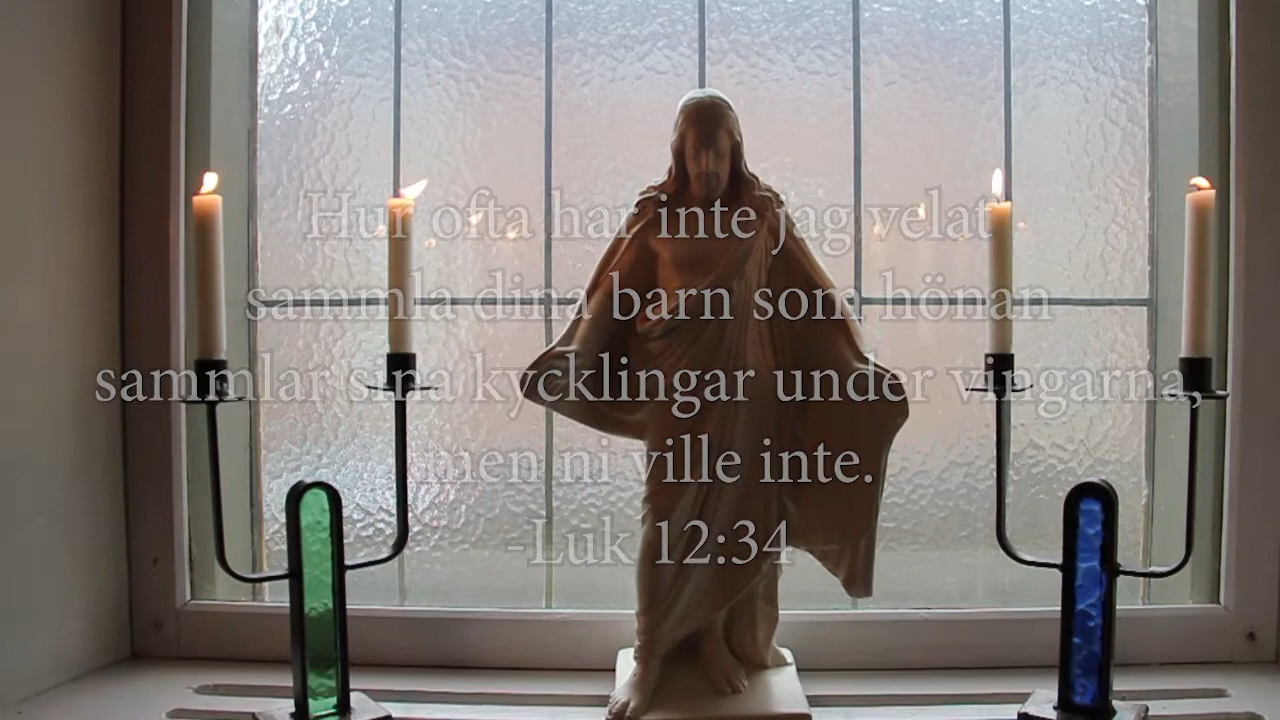 Hur ofta har inte jag velat
sammla dina barn som hönan
sammlar sina kycklingar under vingarna,
men ni ville inte.
-Luk 12:34